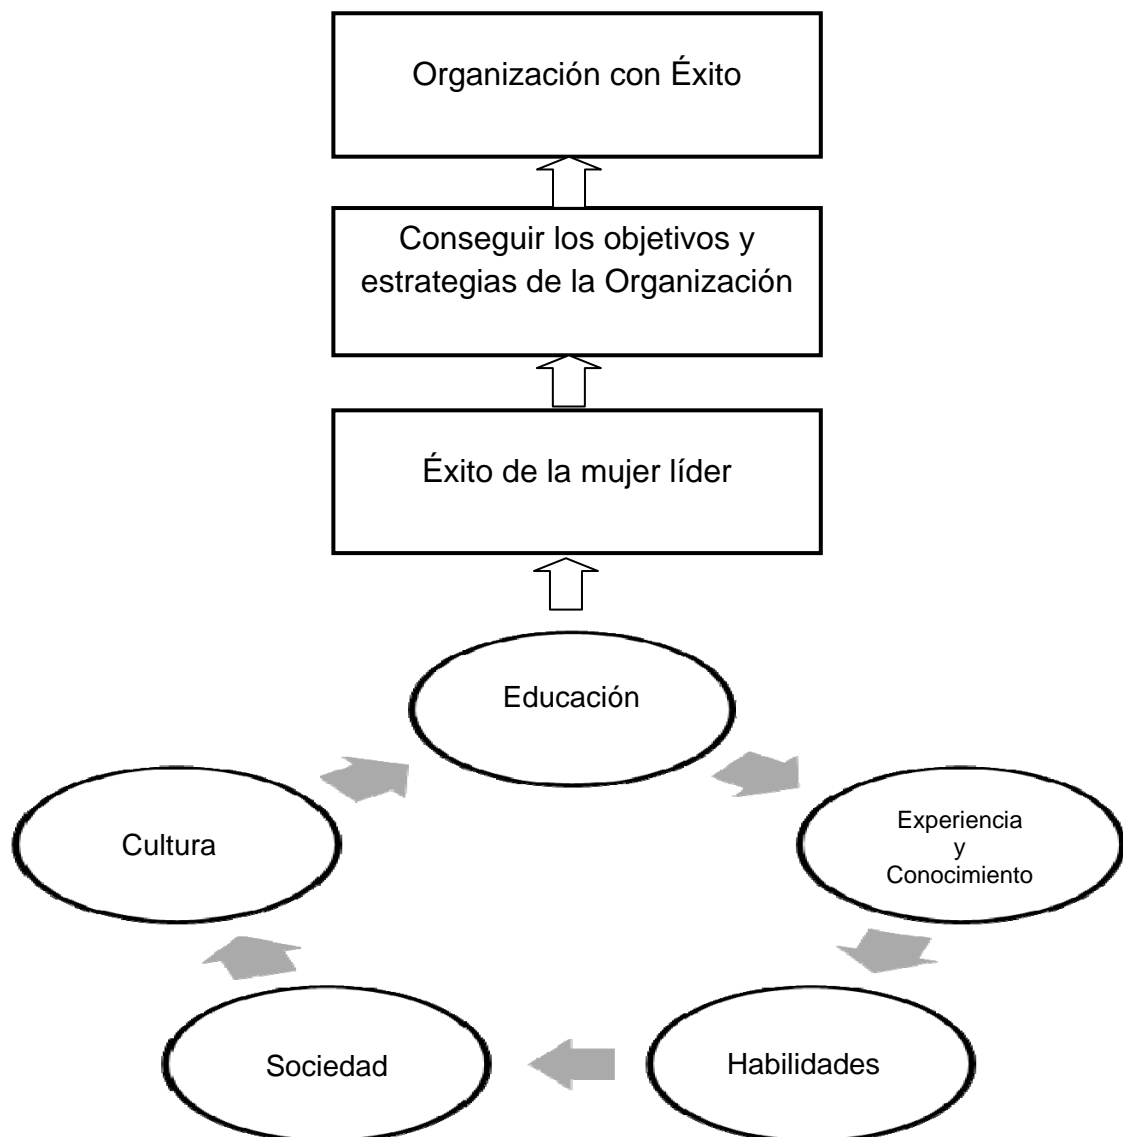 Organización con Éxito
Conseguir los objetivos y
estrategias de la Organización
Éxito de la mujer líder
Educación
Cultura
Experiencia
y
Conocimiento
Sociedad
Habilidades